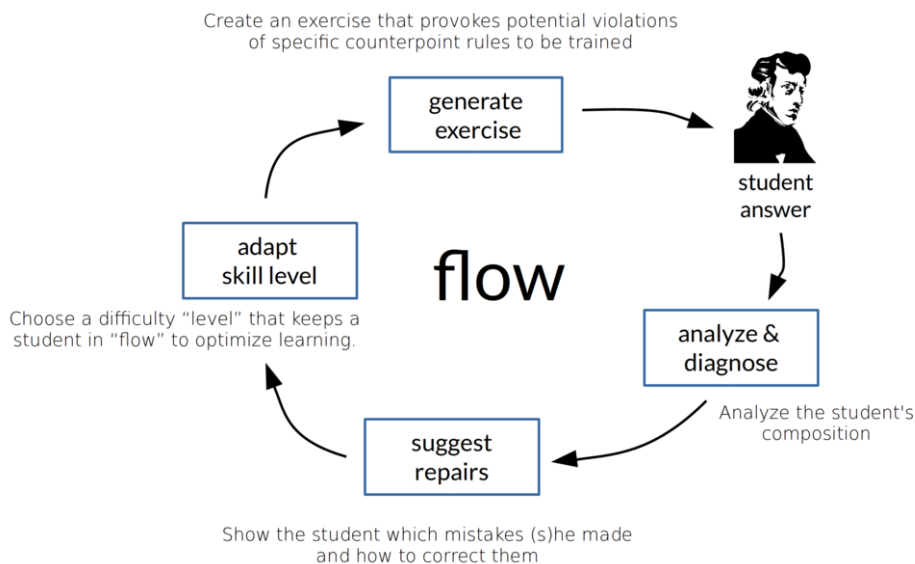 Create an exercise that provokes potential violations
of specific counterpoint rules to be trained
generate
exercise
student
answer
adapt
skill level
flow
Choose a difficulty “level” that keeps a
student in “flow” to optimize learning.
analyze &
diagnose
Analyze the student's
composition
suggest
repairs
Show the student which mistakes (s)he made
and how to correct them